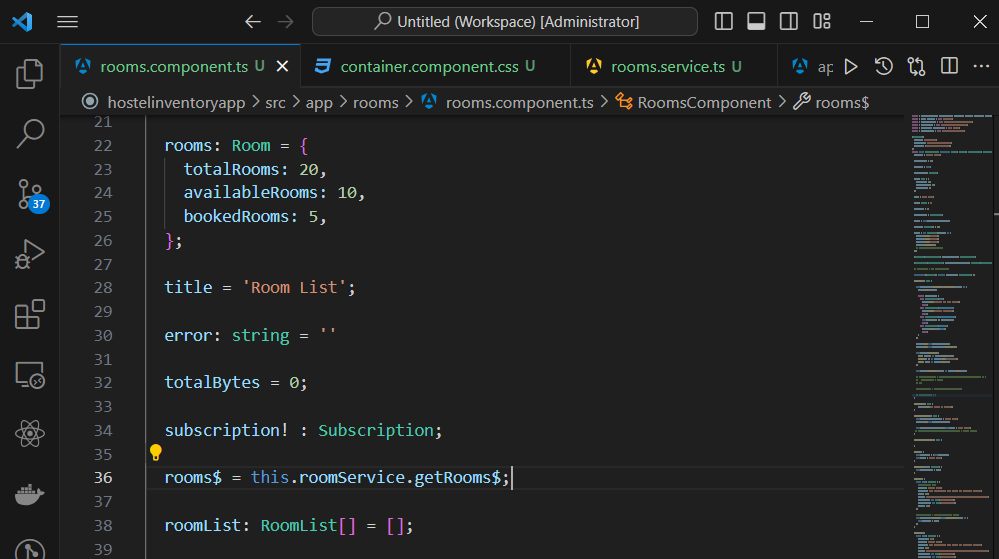 Untitled (Workspace) [Administrator]
rooms.component.ts U
container.component.css U
rooms.service.ts U
ap
hostelinventoryapp > src > app > rooms > rooms.component.ts > RoomsComponent > rooms$
21
22 rooms: Room = {
23 totalRooms: 20,
24 availableRooms: 10,
25 bookedRooms: 5,
26 };
27
28 title = 'Room List';
29
30 error: string = ''
31
32 totalBytes = 0;
33
34 subscription! : Subscription;
35
36 rooms$ = this.roomService.getRooms$;
37
38 roomList: RoomList[] = [];
39
37